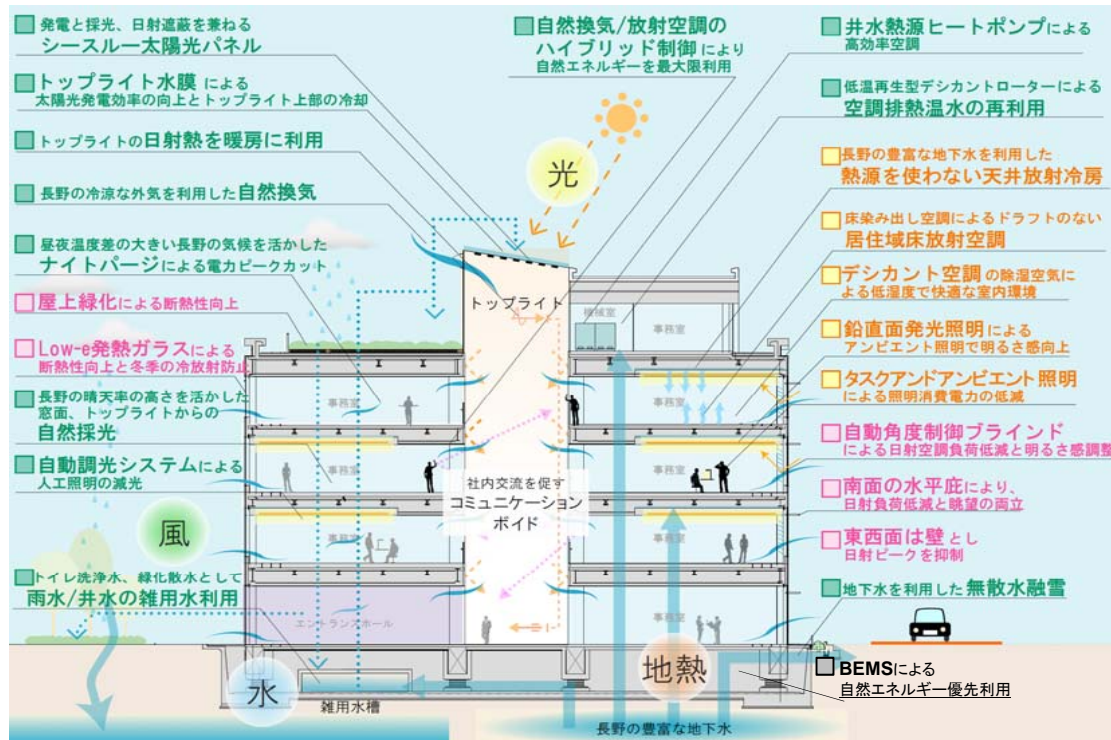 発電と採光、日射遮蔽を兼ねる
シースルー太陽光パネル
トップライト水膜 による
太陽光発電効率の向上とトップライト上部の冷却
トップライトの日射熱を暖房に利用
長野の冷涼な外気を利用した自然換気
昼夜温度差の大きい長野の気候を活かした
ナイトパージによる電力ピークカット
屋上緑化による断熱性向上
Low-e発熱ガラスによる
断熱性向上と冬季の冷放射防止
長野の晴天率の高さを活かした
窓面、トップライトからの
自然採光
自動調光システムによる
人工照明の減光
風
トイレ洗浄水、緑化散水として
雨水/井水の雑用水利用
自然換気/放射空調の
ハイブリッド制御により
自然エネルギーを最大限利用
光
トップライト
機械室
事務室
事務室
事務室
事務室
事務室
社内交流を促す
コミュニケーション
ボイド
事務室
事務室
エントランスホール
事務室
水
雑用水槽
地熱
長野の豊富な地下水
井水熱源ヒートポンプによる
高効率空調
低温再生型デシカントローターによる
空調排熱温水の再利用
長野の豊富な地下水を利用した
熱源を使わない天井放射冷房
床染み出し空調によるドラフトのない
居住域床放射空調
デシカント空調 の除湿空気に
よる低湿度で快適な室内環境
鉛直面発光照明による
アンビエント照明で明るさ感向上
タスクアンドアンビエント照明
による照明消費電力の低減
自動角度制御ブラインド
による日射空調負荷低減と明るさ感調整
南面の水平庇により、
日射負荷低減と眺望の両立
東西面は壁 とし
日射ピークを抑制
地下水を利用した無散水融雪
BEMSによる
自然エネルギー優先利用